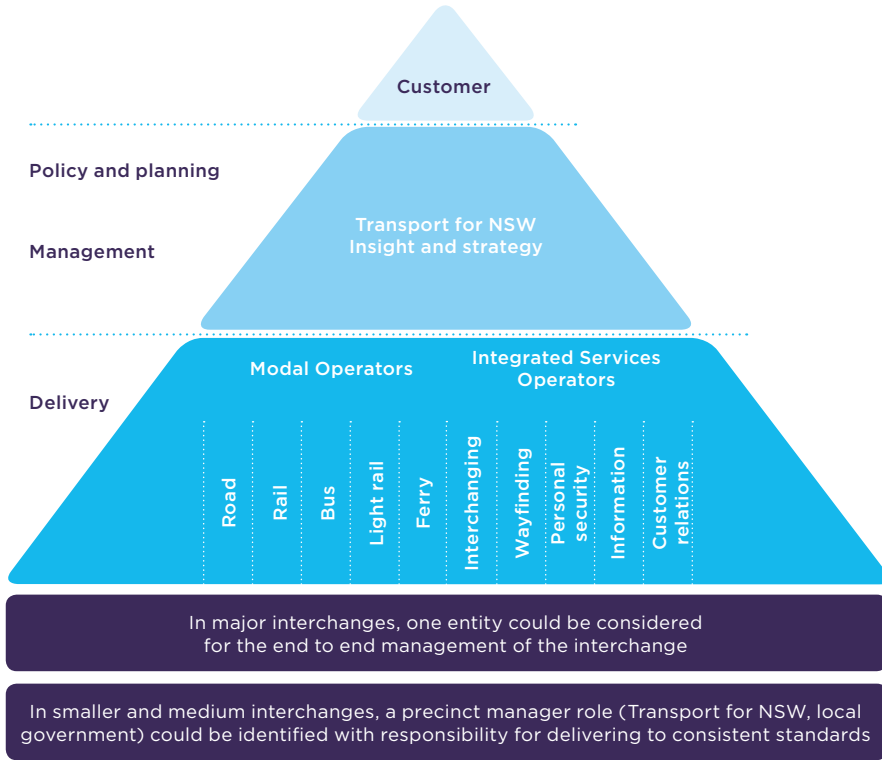 Customer
Policy and planning
Management
Transport for NSW
Insight and strategy
Delivery
Modal Operators
Integrated Services
Operators
Road
Rail
Bus
Light rail
Ferry
Interchanging
Wayfinding
Personal
security
Information
Customer
relations
In major interchanges, one entity could be considered
for the end to end management of the interchange
In smaller and medium interchanges, a precinct manager role (Transport for NSW, local
government) could be identified with responsibility for delivering to consistent standards